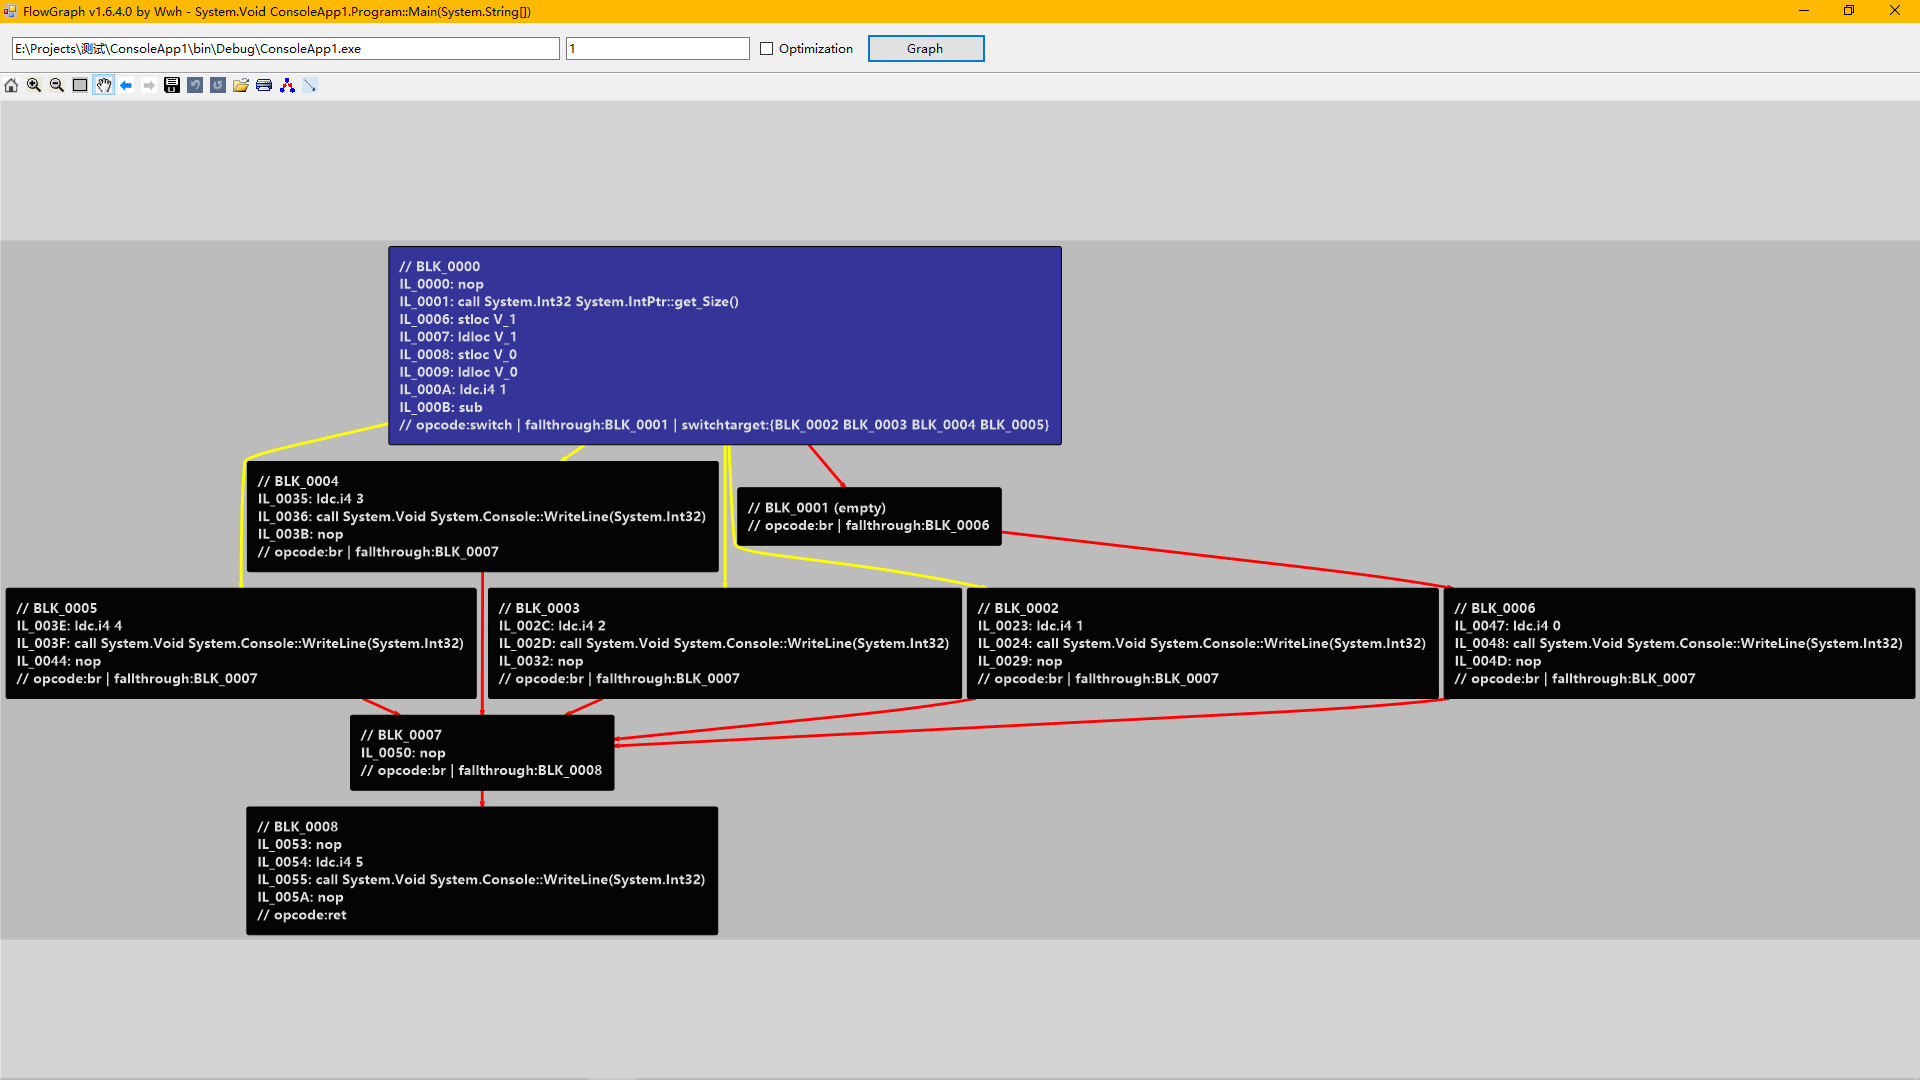 FlowGraph v1.6.4.0 by Wwh - System.Void ConsoleApp1.Program::Main(System.String[])
E:\Projects\测试\ConsoleApp1\bin\Debug\ConsoleApp1.exe
1
Optimization
Graph
// BLK_0000
IL_0000: nop
IL_0001: call System.Int32 System.IntPtr::get_Size()
IL_0006: stloc V_1
IL_0007: ldloc V_1
IL_0008: stloc V_0
IL_0009: ldloc V_0
IL_000A: ldc.i4 1
IL_000B: sub
// opcode:switch | fallthrough:BLK_0001 | switchtarget:{BLK_0002 BLK_0003 BLK_0004 BLK_0005}
// BLK_0004
IL_0035: ldc.i4 3
IL_0036: call System.Void System.Console::WriteLine(System.Int32)
IL_003B: nop
// opcode:br | fallthrough:BLK_0007
// BLK_0001 (empty)
// opcode:br | fallthrough:BLK_0006
// BLK_0005
IL_003E: ldc.i4 4
IL_003F: call System.Void System.Console::WriteLine(System.Int32)
IL_0044: nop
// opcode:br | fallthrough:BLK_0007
// BLK_0003
IL_002C: ldc.i4 2
IL_002D: call System.Void System.Console::WriteLine(System.Int32)
IL_0032: nop
// opcode:br | fallthrough:BLK_0007
// BLK_0002
IL_0023: ldc.i4 1
IL_0024: call System.Void System.Console::WriteLine(System.Int32)
IL_0029: nop
// opcode:br | fallthrough:BLK_0007
// BLK_0006
IL_0047: ldc.i4 0
IL_0048: call System.Void System.Console::WriteLine(System.Int32)
IL_004D: nop
// opcode:br | fallthrough:BLK_0007
// BLK_0007
IL_0050: nop
// opcode:br | fallthrough:BLK_0008
// BLK_0008
IL_0053: nop
IL_0054: ldc.i4 5
IL_0055: call System.Void System.Console::WriteLine(System.Int32)
IL_005A: nop
// opcode:ret